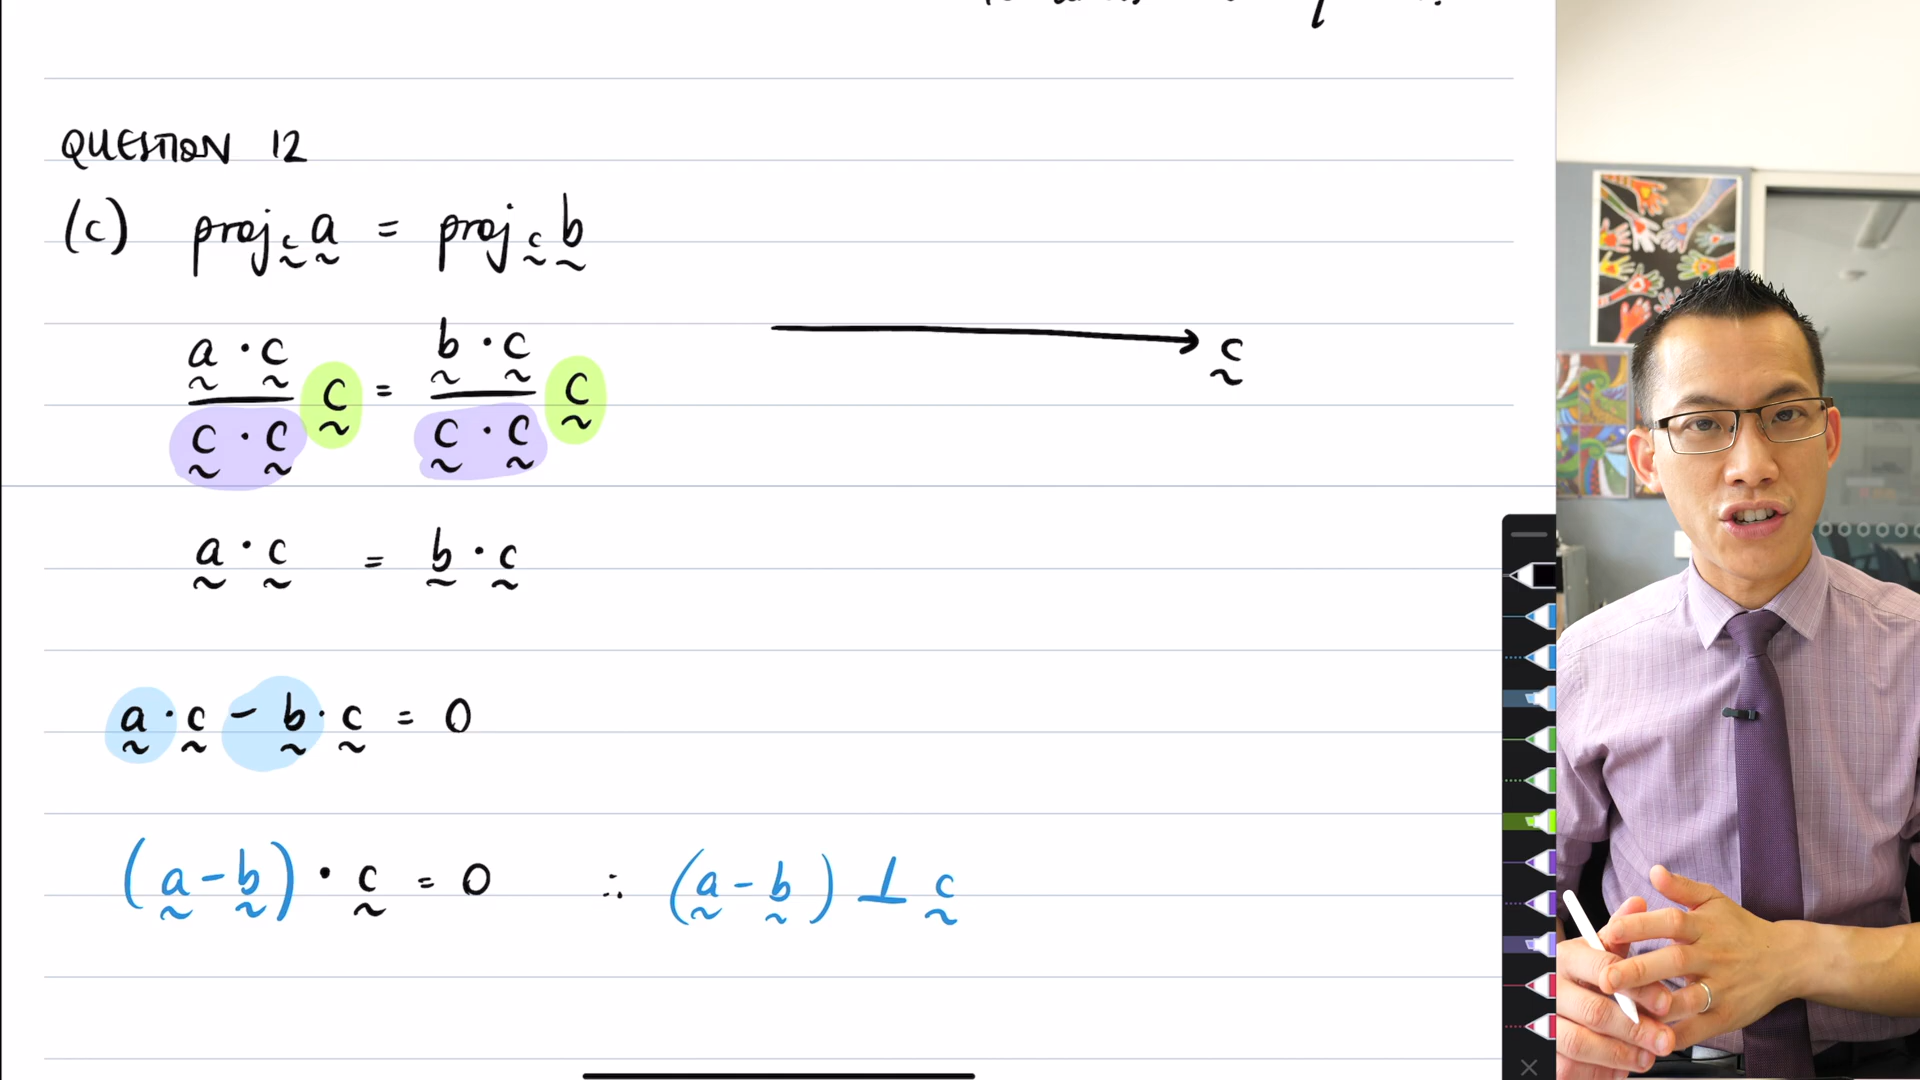 QUESTION 12
(c) proj_c̰ a̰ = proj_c̰ b̰
a̰ · c̰ / c̰ · c̰ c̰ = b̰ · c̰ / c̰ · c̰ c̰
c̰
a̰ · c̰ = b̰ · c̰
a̰ · c̰ − b̰ · c̰ = 0
(a̰ − b̰) · c̰ = 0 ∴ (a̰ − b̰) ⊥ c̰